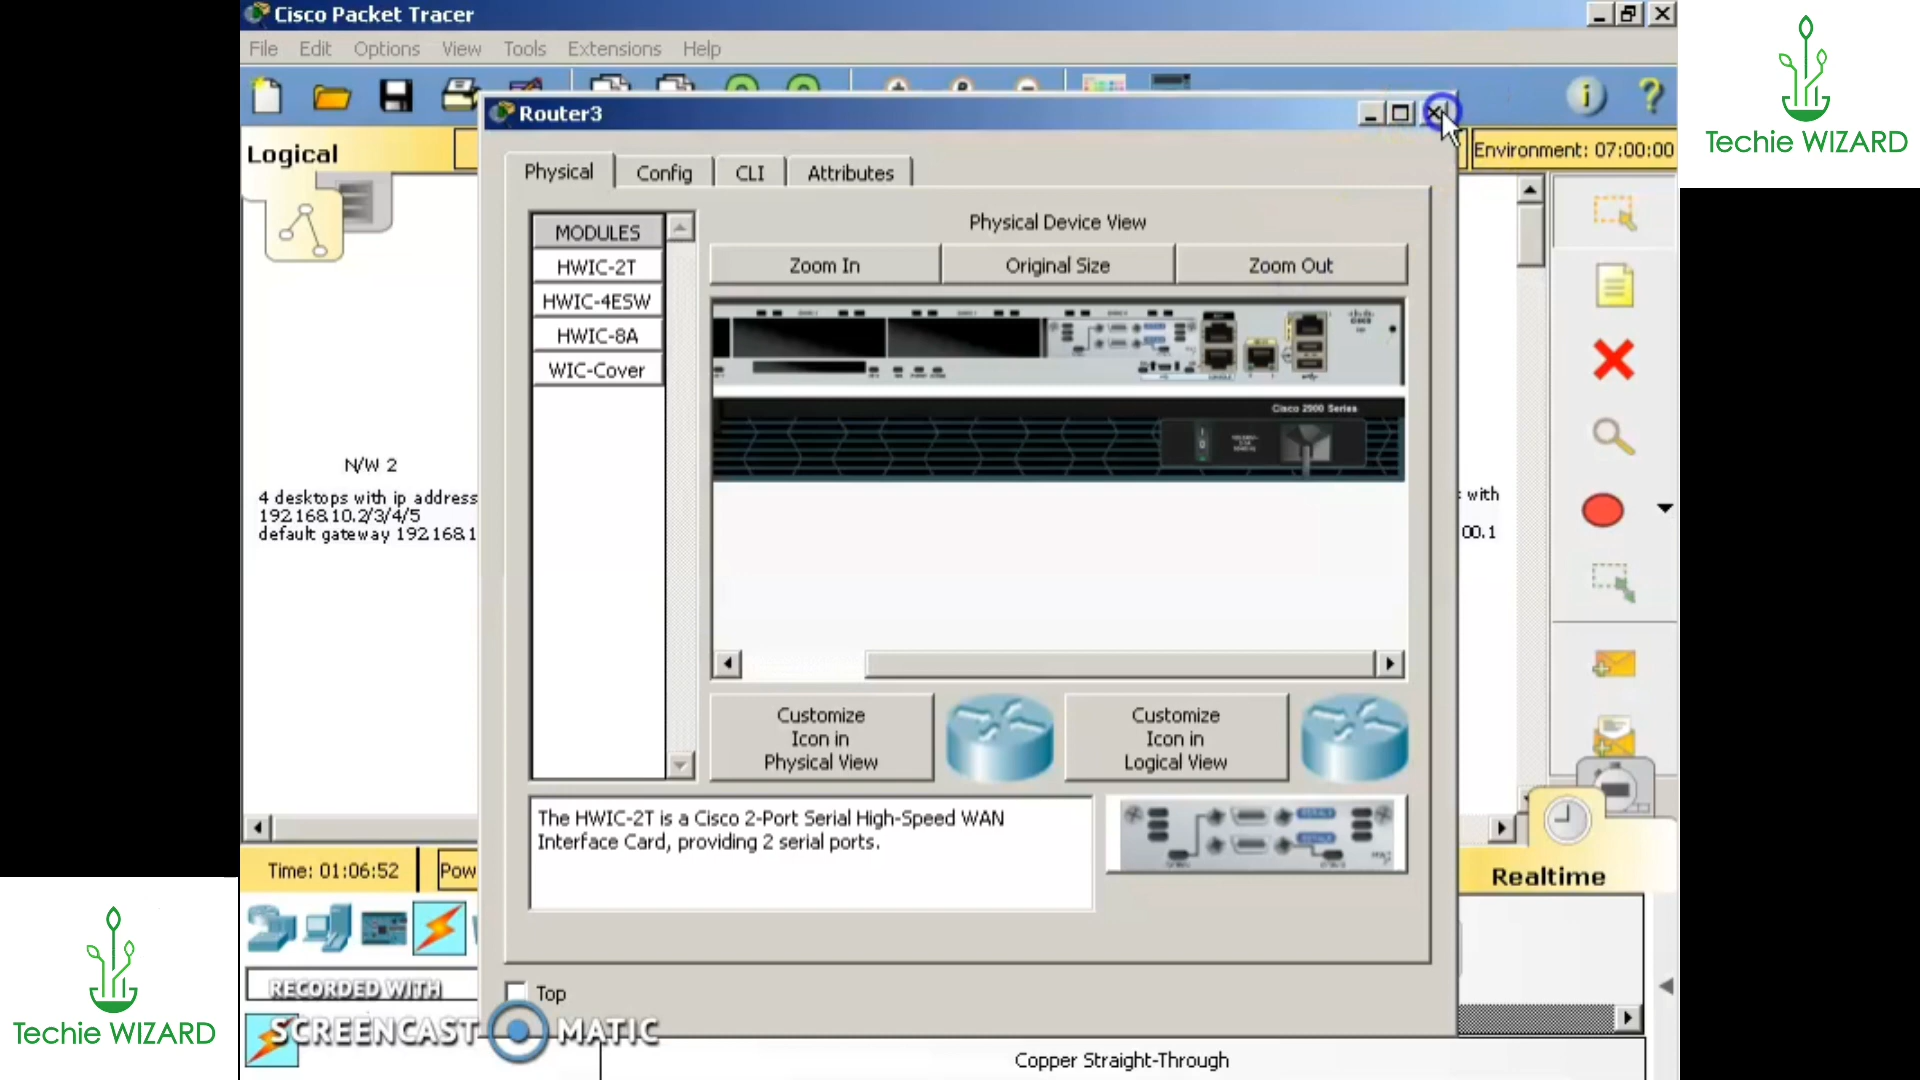 Cisco Packet Tracer
File Edit Options View Tools Extensions Help
Techie WIZARD
Router3
Logical
Environment: 07:00:00
Physical Config CLI Attributes
MODULES
HWIC-2T
HWIC-4ESW
HWIC-8A
WIC-Cover
Physical Device View
Zoom In Original Size Zoom Out
Cisco 2900 Series
N/W 2
4 desktops with ip address
192.168.10.2/3/4/5
default gateway 192.168.1
with
00.1
Customize
Icon in
Physical View
Customize
Icon in
Logical View
The HWIC-2T is a Cisco 2-Port Serial High-Speed WAN
Interface Card, providing 2 serial ports.
Time: 01:06:52
Pow
Realtime
Top
RECORDED WITH
SCREENCAST MATIC
Techie WIZARD
Copper Straight-Through